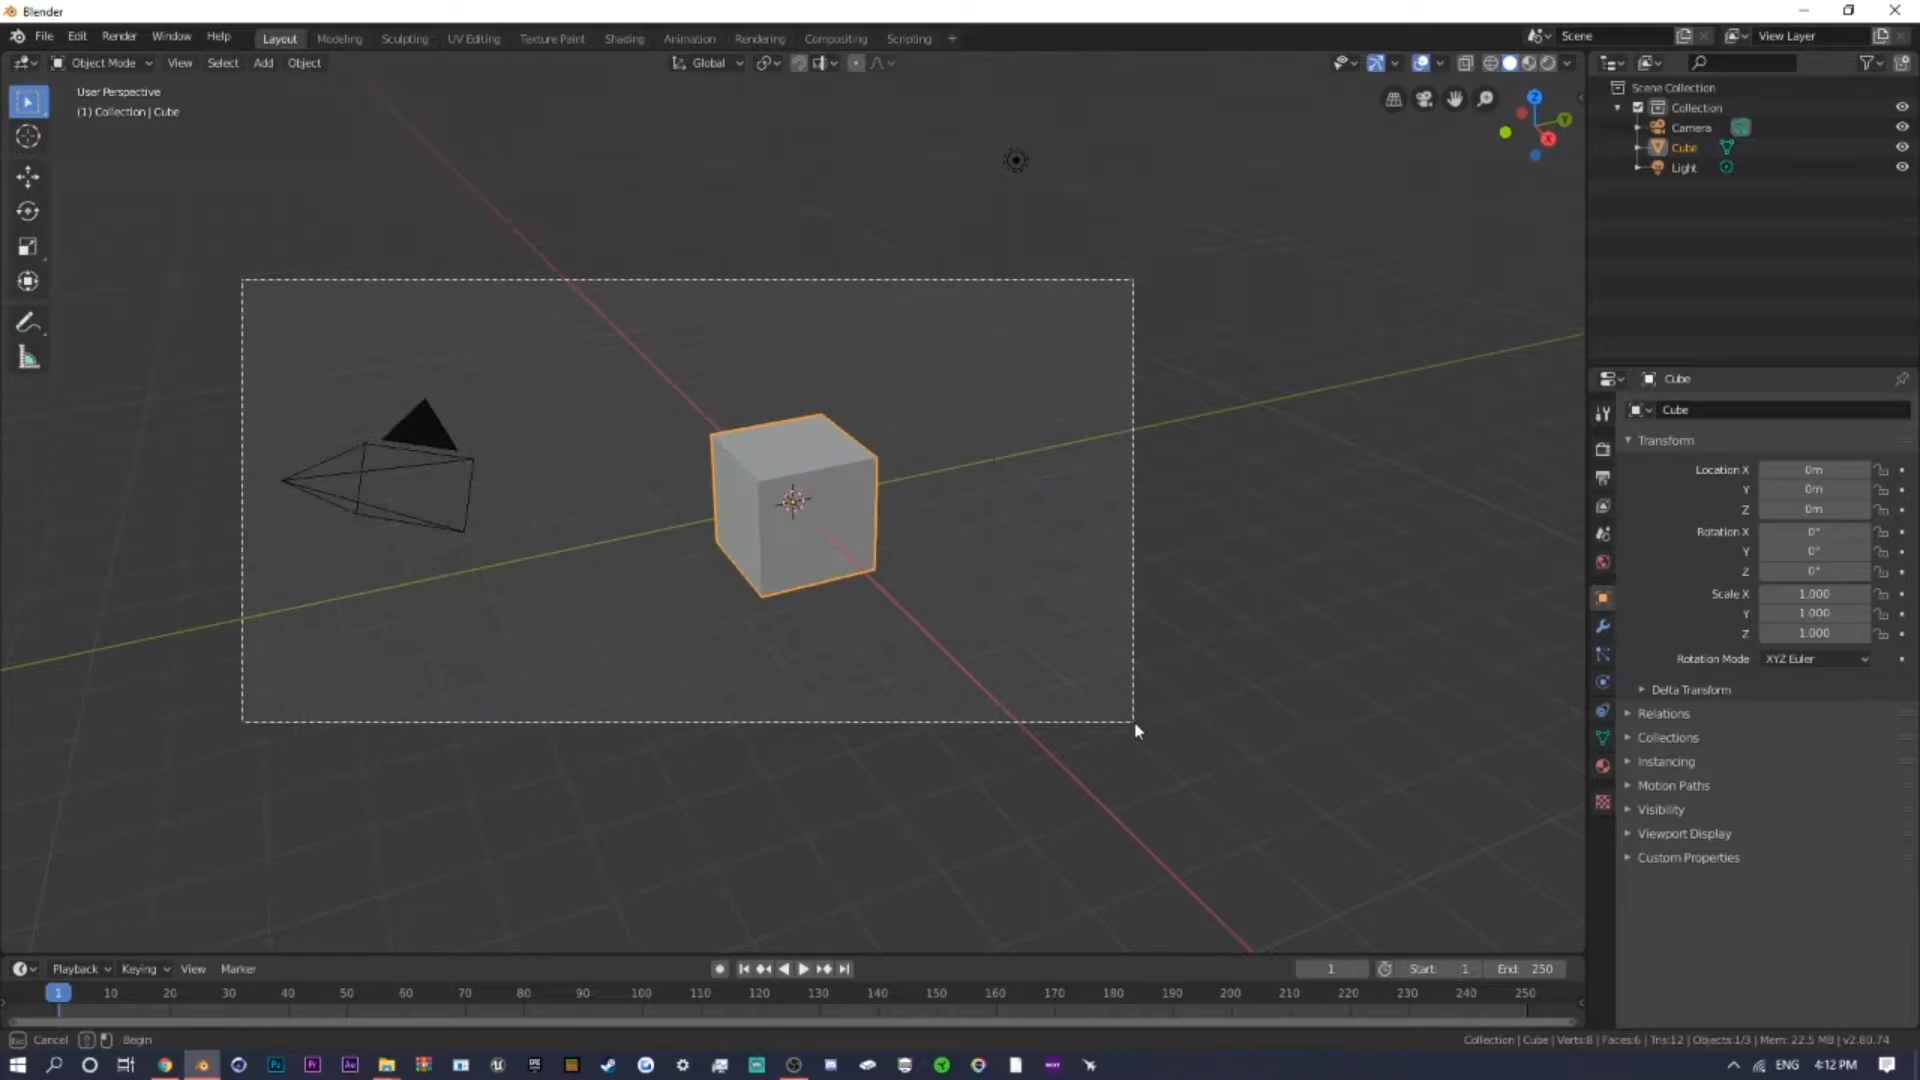 Blender
File Edit Render Window Help Layout Modeling Sculpting UV Editing Texture Paint Shading Animation Rendering Compositing Scripting + Scene View Layer
Object Mode View Select Add Object Global
User Perspective
(1) Collection | Cube
Z
Y
X
Scene Collection
Collection
Camera
Cube
Light
Cube
Cube
Transform
Location X 0m
Y 0m
Z 0m
Rotation X 0°
Y 0°
Z 0°
Scale X 1.000
Y 1.000
Z 1.000
Rotation Mode XYZ Euler
Delta Transform
Relations
Collections
Instancing
Motion Paths
Visibility
Viewport Display
Custom Properties
Playback Keying View Marker 1 Start: 1 End: 250
1 10 20 30 40 50 60 70 80 90 100 110 120 130 140 150 160 170 180 190 200 210 220 230 240 250
Esc Cancel Begin Collection | Cube | Verts:8 | Faces:6 | Tris:12 | Objects:1/3 | Mem: 22.5 MB | v2.80.74
Ps Pr Ae ENG 4:12 PM